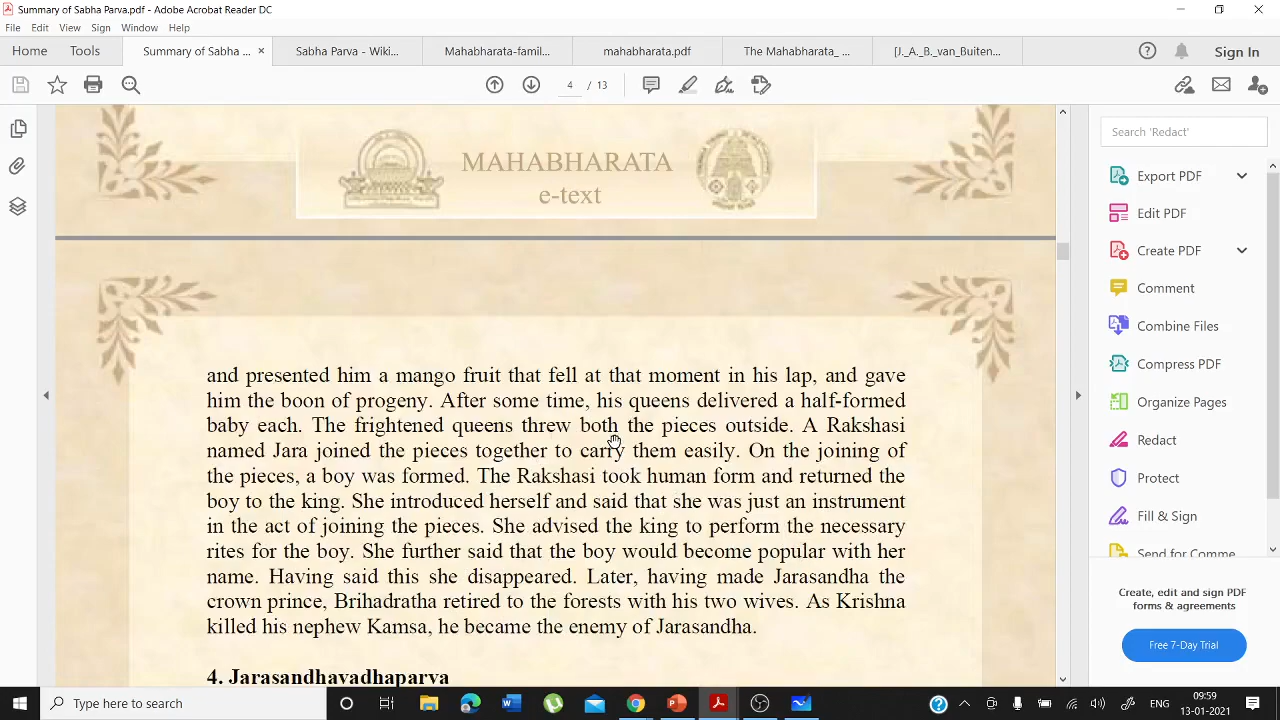 Summary of Sabha Parva.pdf - Adobe Acrobat Reader DC
File Edit View Sign Window Help
Home Tools Summary of Sabha ... × Sabha Parva - Wiki... Mahabharata-famil... mahabharata.pdf The Mahabharata_ ... [J._A._B._van_Buiten... Sign In
4 / 13
MAHABHARATA
e-text
and presented him a mango fruit that fell at that moment in his lap, and gave
him the boon of progeny. After some time, his queens delivered a half-formed
baby each. The frightened queens threw both the pieces outside. A Rakshasi
named Jara joined the pieces together to carry them easily. On the joining of
the pieces, a boy was formed. The Rakshasi took human form and returned the
boy to the king. She introduced herself and said that she was just an instrument
in the act of joining the pieces. She advised the king to perform the necessary
rites for the boy. She further said that the boy would become popular with her
name. Having said this she disappeared. Later, having made Jarasandha the
crown prince, Brihadratha retired to the forests with his two wives. As Krishna
killed his nephew Kamsa, he became the enemy of Jarasandha.
4. Jarasandhavadhaparva
Search 'Redact'
Export PDF
Edit PDF
Create PDF
Comment
Combine Files
Compress PDF
Organize Pages
Redact
Protect
Fill & Sign
Send for Comme
Create, edit and sign PDF
forms & agreements
Free 7-Day Trial
Type here to search
ENG
09:59
13-01-2021